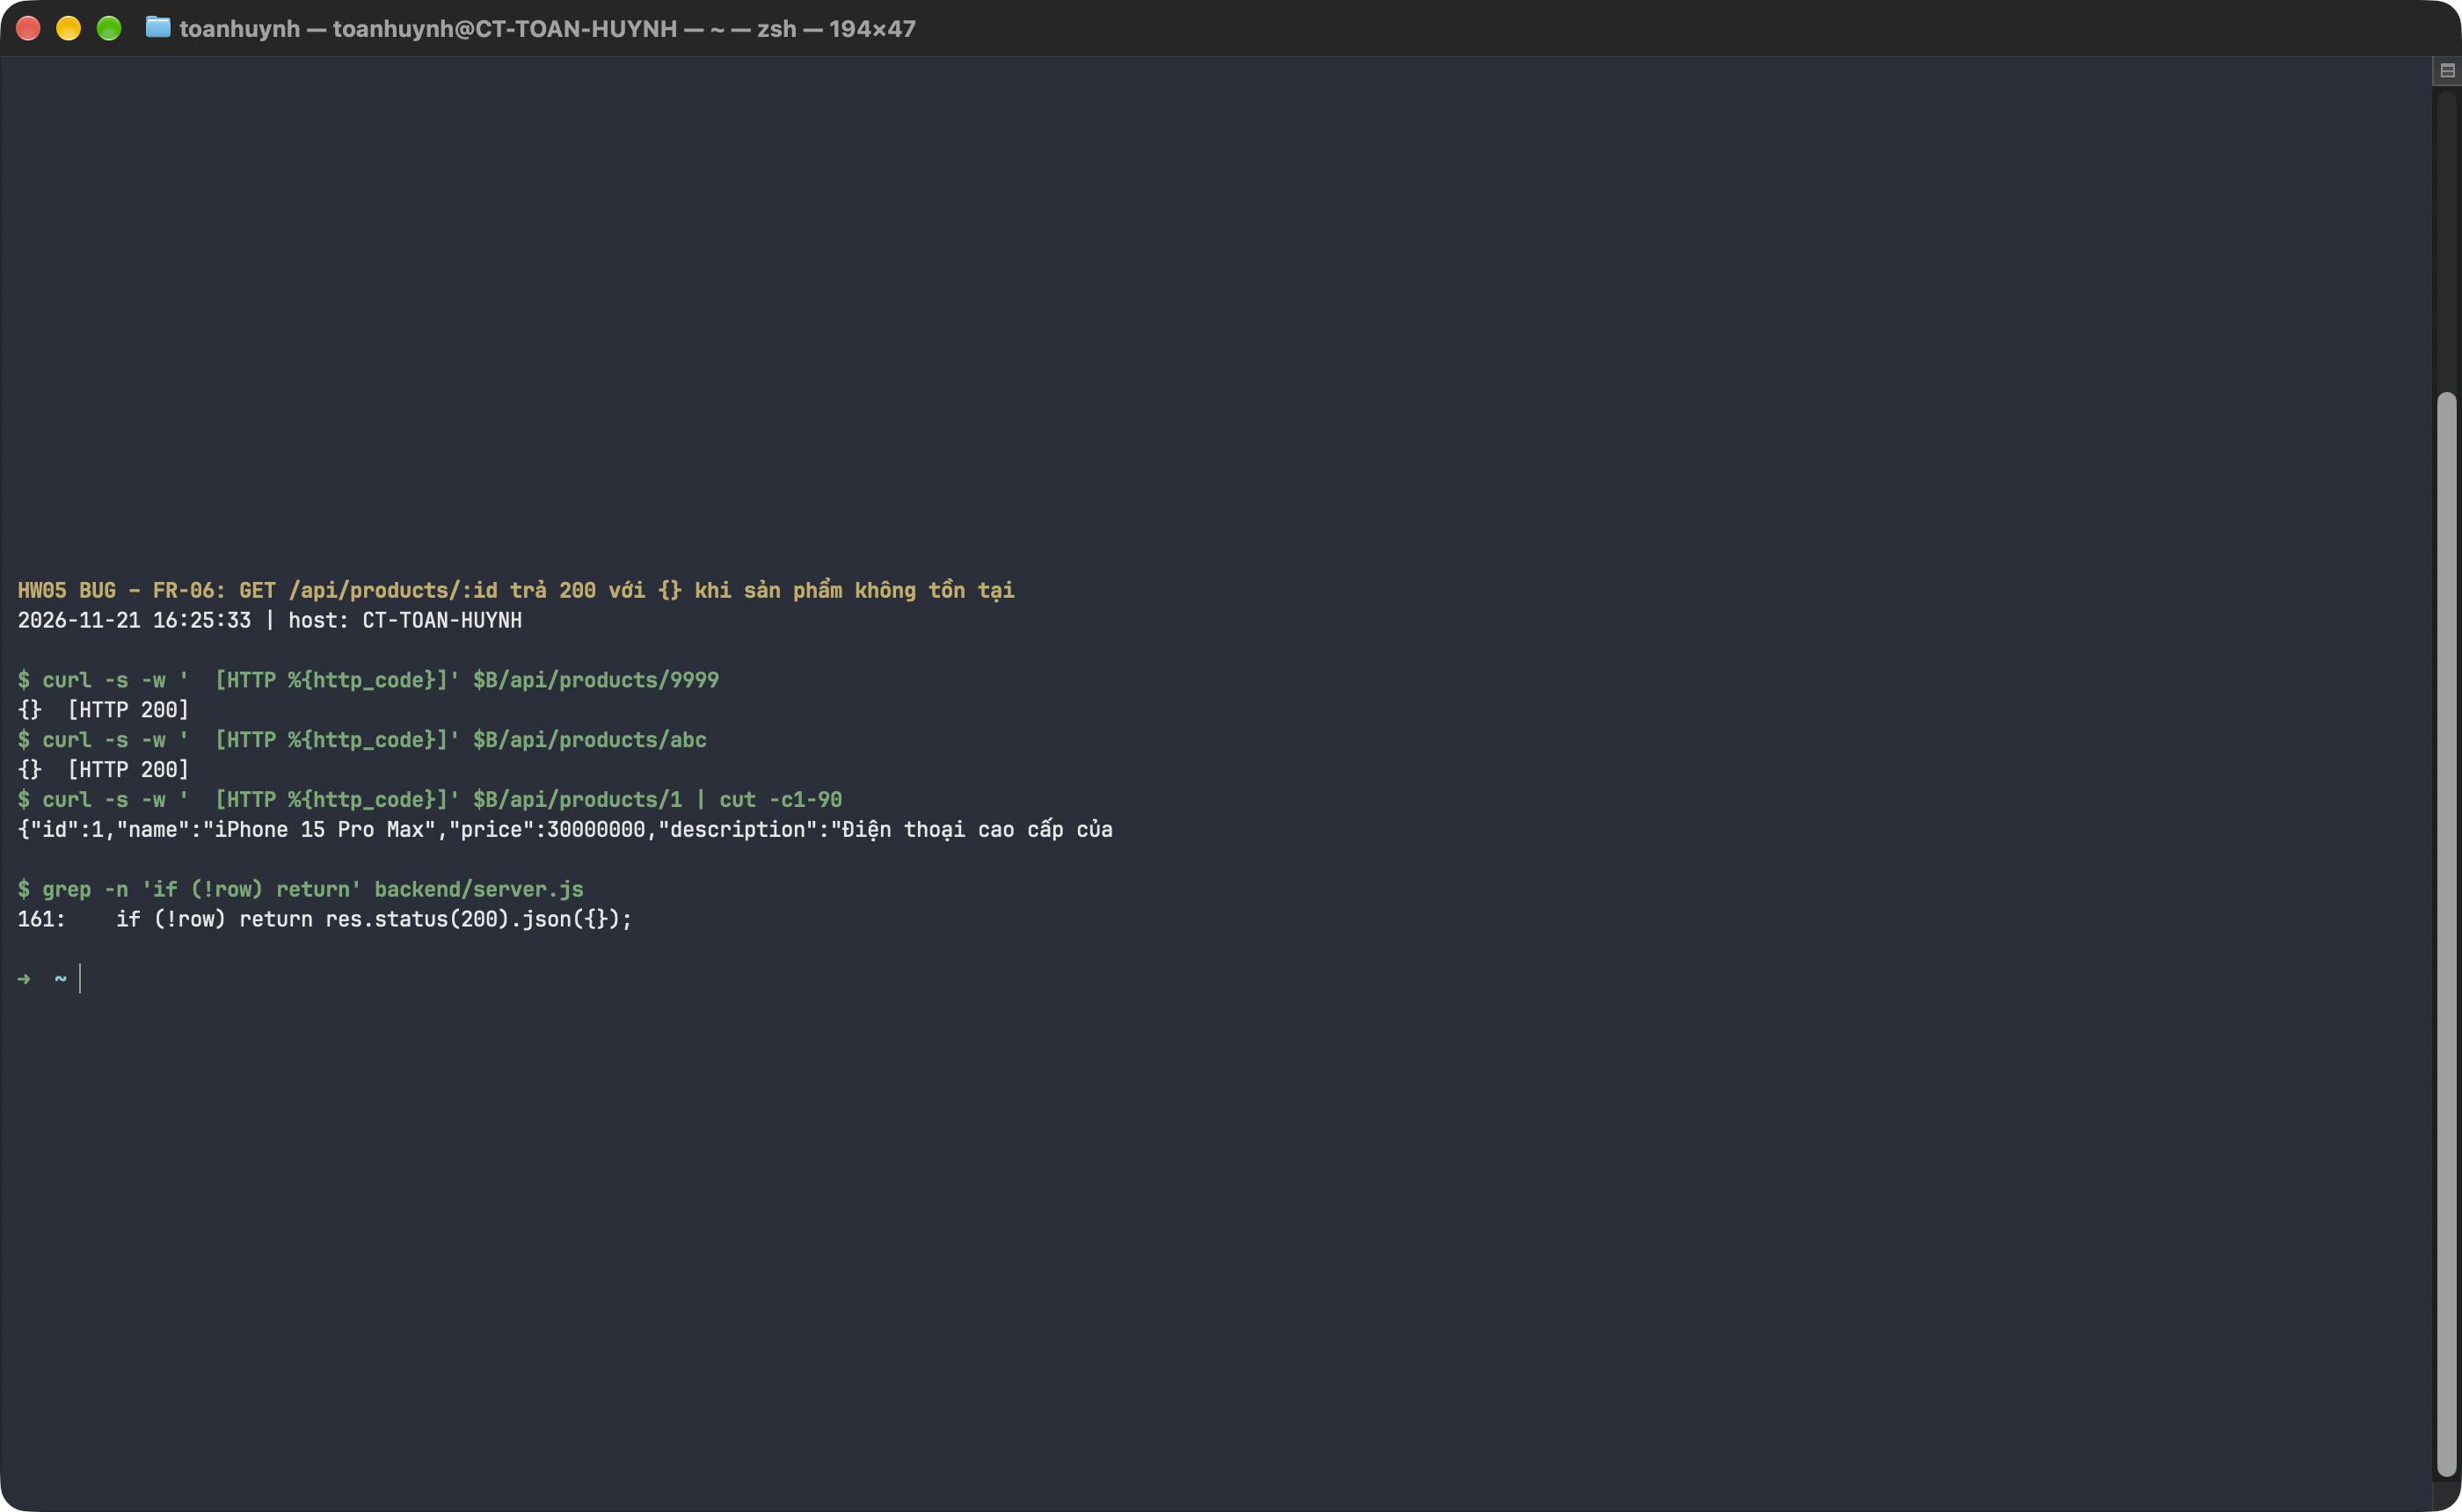 toanhuynh — toanhuynh@CT-TOAN-HUYNH — ~ — zsh — 194×47
HW05 BUG – FR-06: GET /api/products/:id trả 200 với {} khi sản phẩm không tồn tại
2026-11-21 16:25:33 | host: CT-TOAN-HUYNH
$ curl -s -w '  [HTTP %{http_code}]' $B/api/products/9999
{}  [HTTP 200]
$ curl -s -w '  [HTTP %{http_code}]' $B/api/products/abc
{}  [HTTP 200]
$ curl -s -w '  [HTTP %{http_code}]' $B/api/products/1 | cut -c1-90
{"id":1,"name":"iPhone 15 Pro Max","price":30000000,"description":"Điện thoại cao cấp của
$ grep -n 'if (!row) return' backend/server.js
161:    if (!row) return res.status(200).json({});
➜  ~